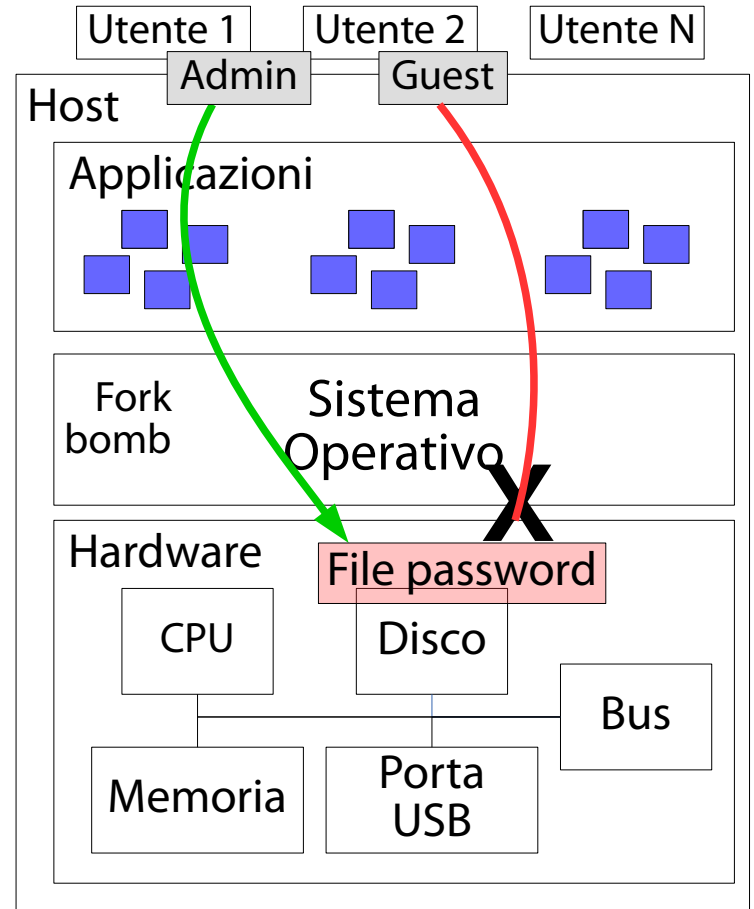 Utente 1
Utente 2
Utente N
Admin
Guest
Host
Applicazioni
Fork
bomb
Sistema
Operativo
X
Hardware
File password
CPU
Disco
Bus
Memoria
Porta
USB